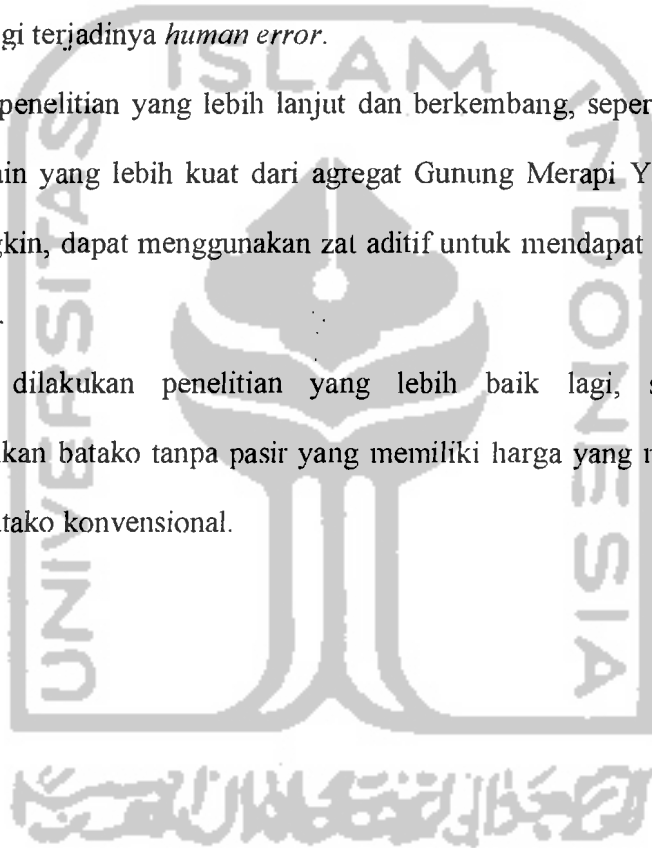 gi terjadinya human error.
penelitian yang lebih lanjut dan berkembang, seper
in yang lebih kuat dari agregat Gunung Merapi Y
gkin, dapat menggunakan zat aditif untuk mendapat
dilakukan penelitian yang lebih baik lagi, s
kan batako tanpa pasir yang memiliki harga yang
tako konvensional.
ISLAM
UNIVERSITAS
INDONESIA